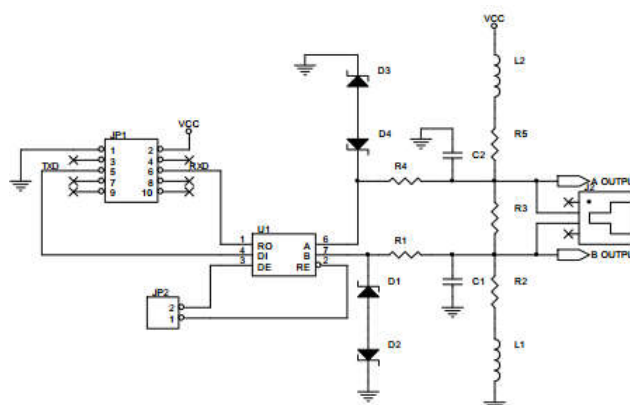 VCC
L2
D3
D4
R5
JP1
VCC
1 2
3 4
TXD 5 6 RXD
7 8
9 10
C2
R4
A OUTPU
J2
R3
U1
1 RO A 6
4 DI B 7
3 DE RE 2
R1
B OUTPU
JP2
2
1
D1
C1
R2
D2
L1